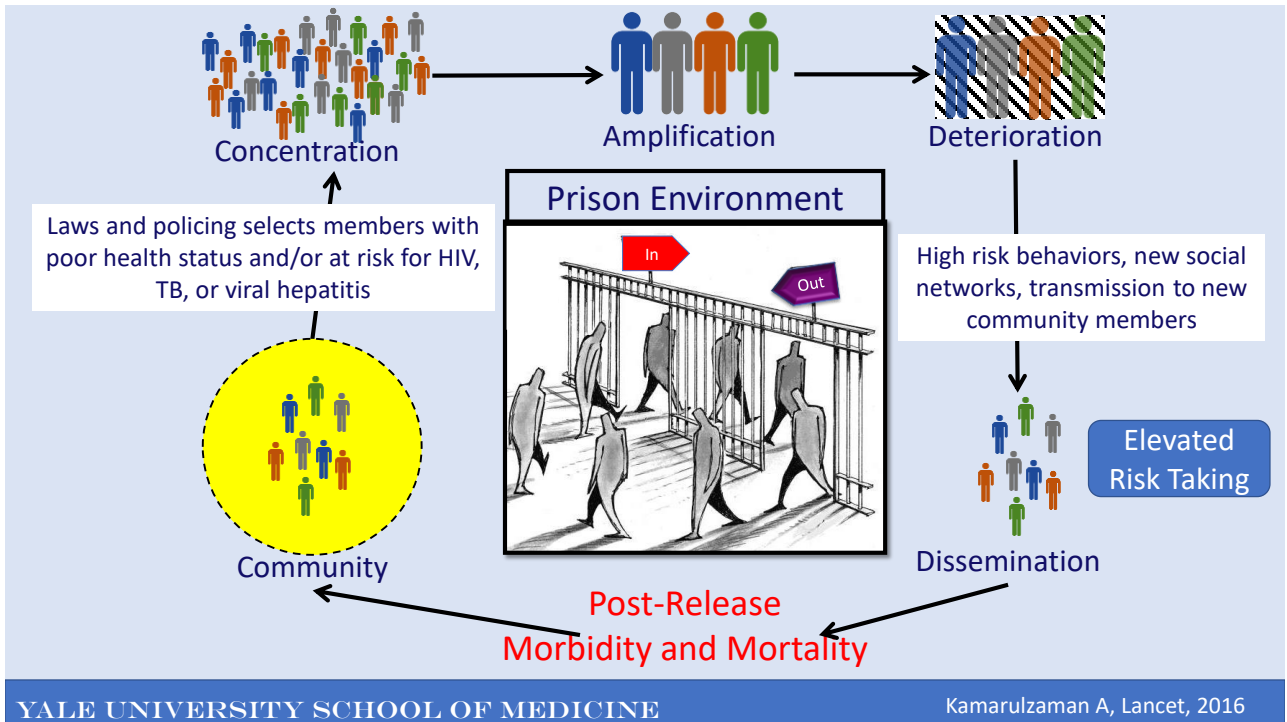 Concentration
Amplification
Deterioration
Prison Environment
In
Out
Laws and policing selects members with
poor health status and/or at risk for HIV,
TB, or viral hepatitis
High risk behaviors, new social
networks, transmission to new
community members
Elevated
Risk Taking
Community
Dissemination
Post-Release
Morbidity and Mortality
YALE UNIVERSITY SCHOOL OF MEDICINE
Kamarulzaman A, Lancet, 2016